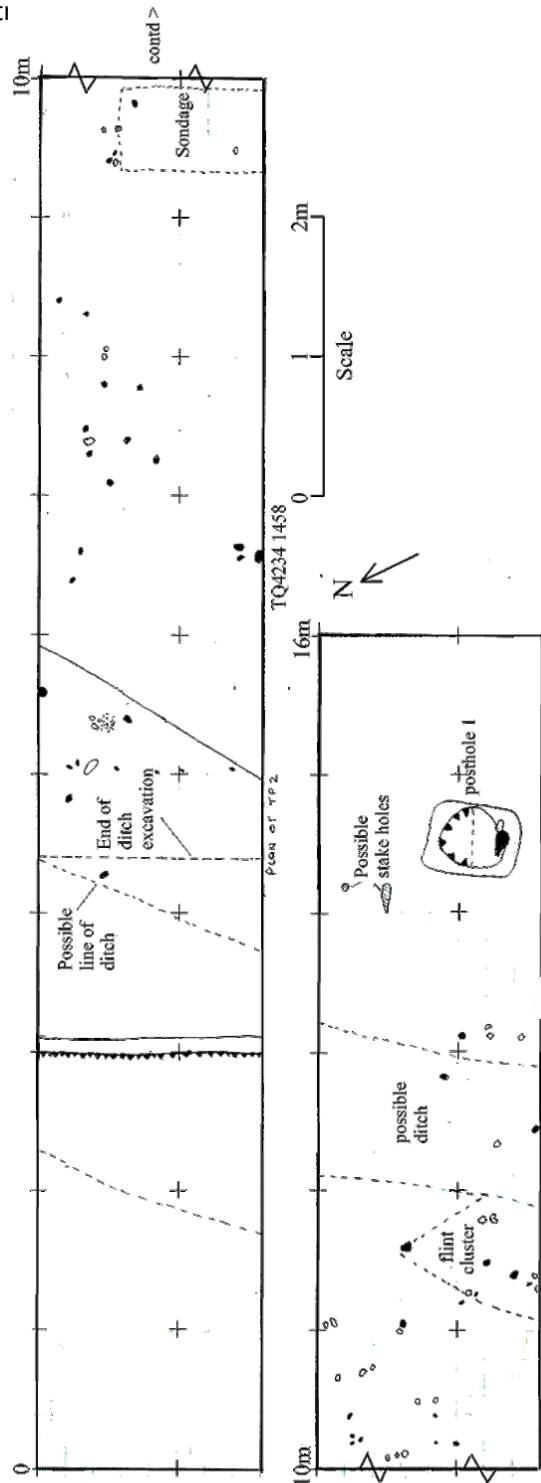 10m
contd >
Sondage
2m
1
0
Scale
TQ4234 1458
N
End of
ditch
excavation
Possible
line of
ditch
PLAN OF TP2
0
16m
posthole 1
Possible
stake holes
possible
ditch
flint
cluster
10m